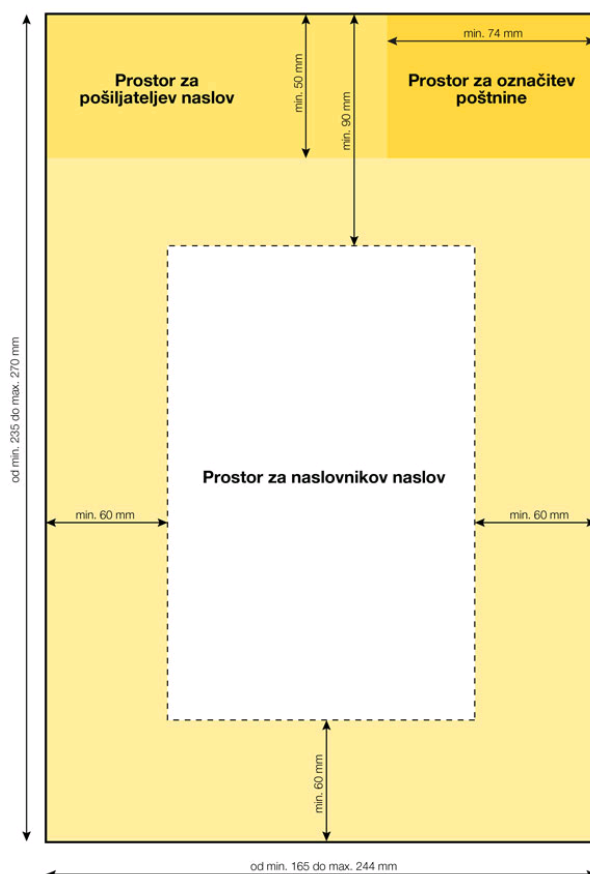 min. 74 mm
Prostor za
pošiljateljev naslov
Prostor za označitev
poštnine
min. 50 mm
min. 90 mm
od min. 235 do max. 270 mm
Prostor za naslovnikov naslov
min. 60 mm
min. 60 mm
min. 60 mm
od min. 165 do max. 244 mm